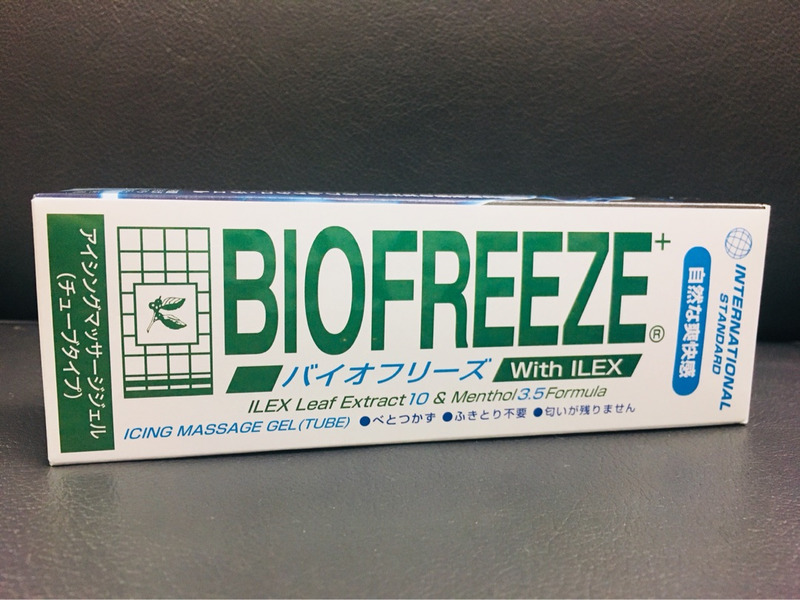 アイシングマッサージジェル
(チューブタイプ)
BIOFREEZE+®
バイオフリーズ With ILEX
ILEX Leaf Extract 10 & Menthol 3.5 Formula
ICING MASSAGE GEL (TUBE) ●べとつかず ●ふきとり不要 ●匂いが残りません
自然な爽快感
INTERNATIONAL
STANDARD